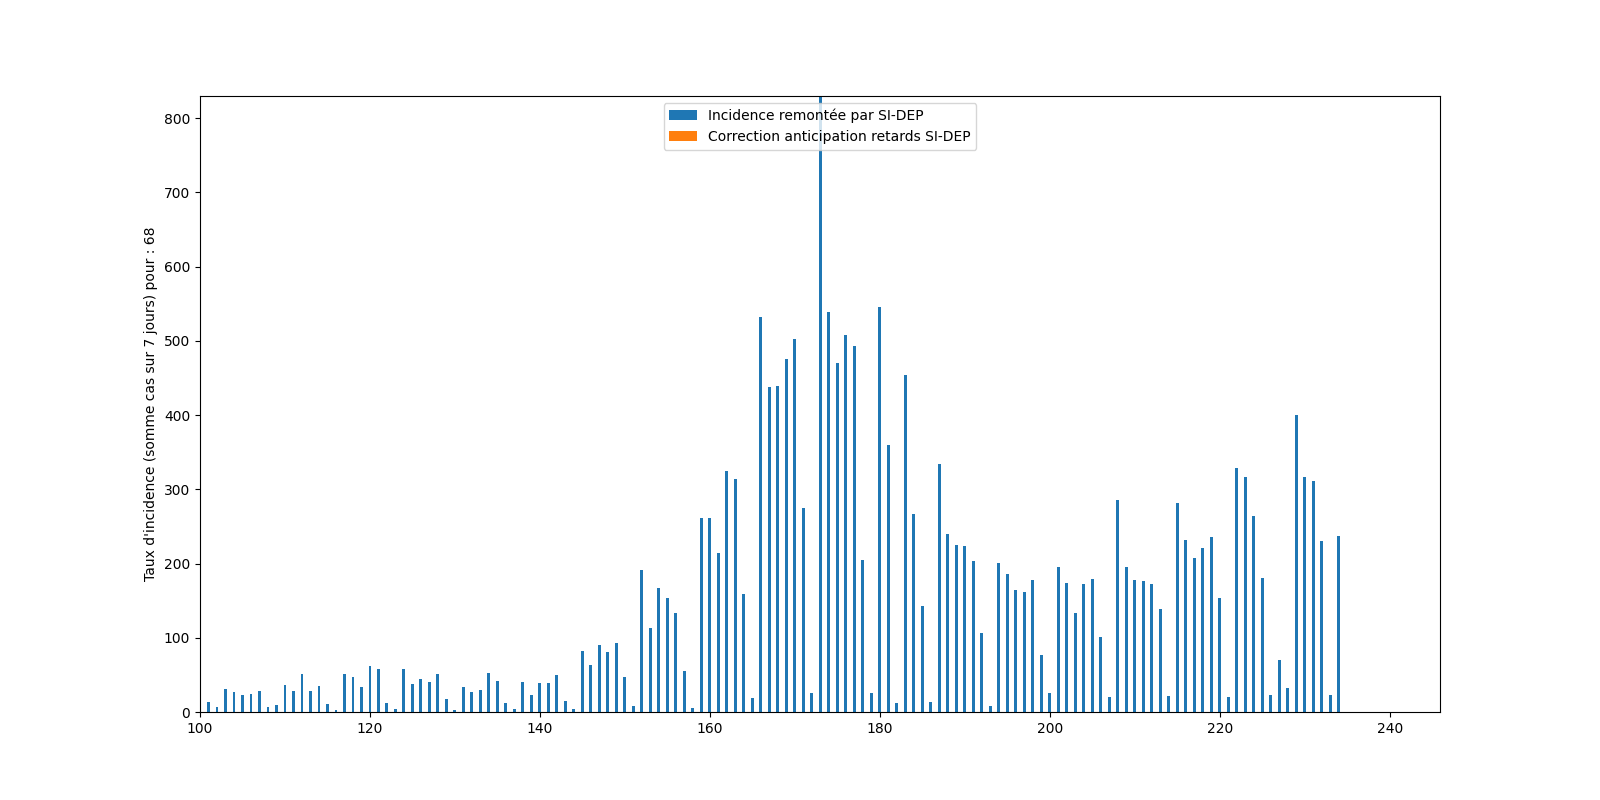 Incidence remontée par SI-DEP
Correction anticipation retards SI-DEP
Taux d'incidence (somme cas sur 7 jours) pour : 68
800
700
600
500
400
300
200
100
0
100 120 140 160 180 200 220 240